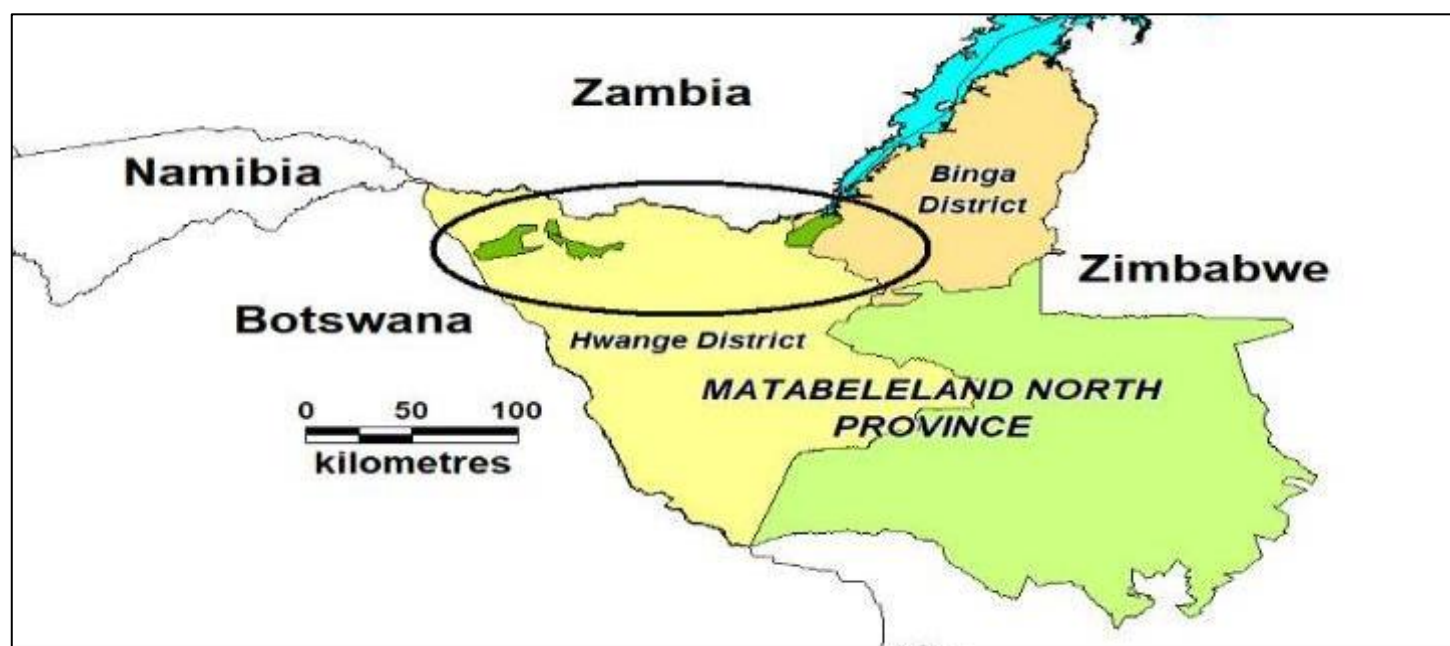 Zambia
Namibia
Binga
District
Zimbabwe
Botswana
Hwange District
0 50 100
kilometres
MATABELELAND NORTH
PROVINCE